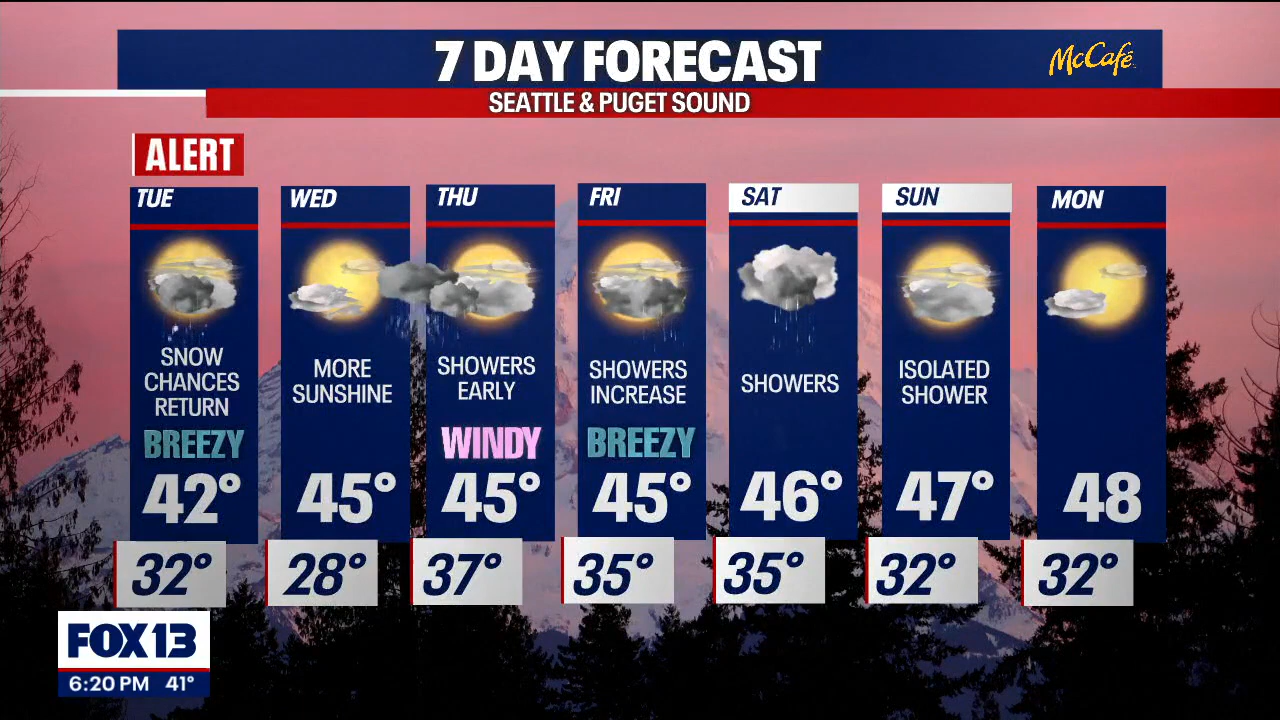 7 DAY FORECAST
McCafé
SEATTLE & PUGET SOUND
ALERT
TUE
SNOW
CHANCES
RETURN
BREEZY
42°
32°
WED
MORE
SUNSHINE
45°
28°
THU
SHOWERS
EARLY
WINDY
45°
37°
FRI
SHOWERS
INCREASE
BREEZY
45°
35°
SAT
SHOWERS
46°
35°
SUN
ISOLATED
SHOWER
47°
32°
MON
48
32°
FOX 13
6:20 PM 41°